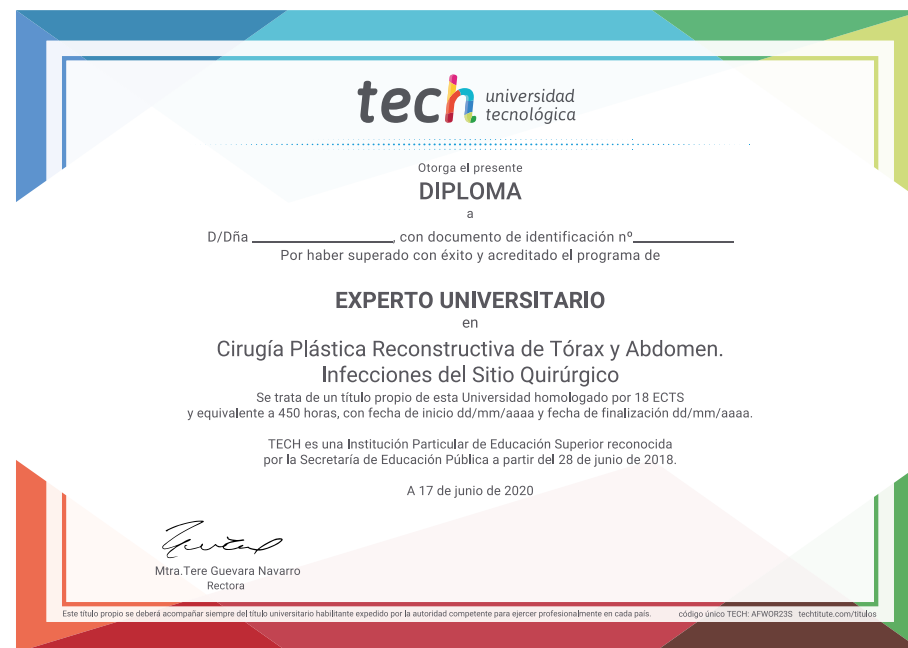 tech universidad
tecnológica
Otorga el presente
DIPLOMA
a
D/Dña ____________________, con documento de identificación nº______________
Por haber superado con éxito y acreditado el programa de
EXPERTO UNIVERSITARIO
en
Cirugía Plástica Reconstructiva de Tórax y Abdomen.
Infecciones del Sitio Quirúrgico
Se trata de un título propio de esta Universidad homologado por 18 ECTS
y equivalente a 450 horas, con fecha de inicio dd/mm/aaaa y fecha de finalización dd/mm/aaaa.
TECH es una Institución Particular de Educación Superior reconocida
por la Secretaría de Educación Pública a partir del 28 de junio de 2018.
A 17 de junio de 2020
Mtra.Tere Guevara Navarro
Rectora
Este título propio se deberá acompañar siempre del título universitario habilitante expedido por la autoridad competente para ejercer profesionalmente en cada país. código único TECH: AFWOR23S techtitute.com/titulos